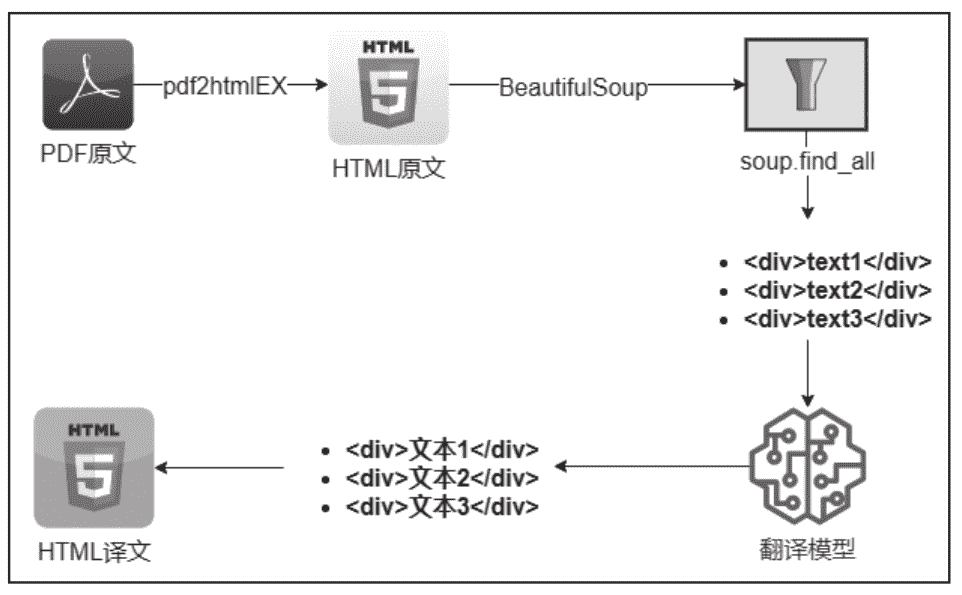 pdf2htmlEX
HTML
5
BeautifulSoup
PDF原文
HTML原文
soup.find_all
• <div>text1</div>
• <div>text2</div>
• <div>text3</div>
HTML
5
HTML译文
• <div>文本1</div>
• <div>文本2</div>
• <div>文本3</div>
翻译模型